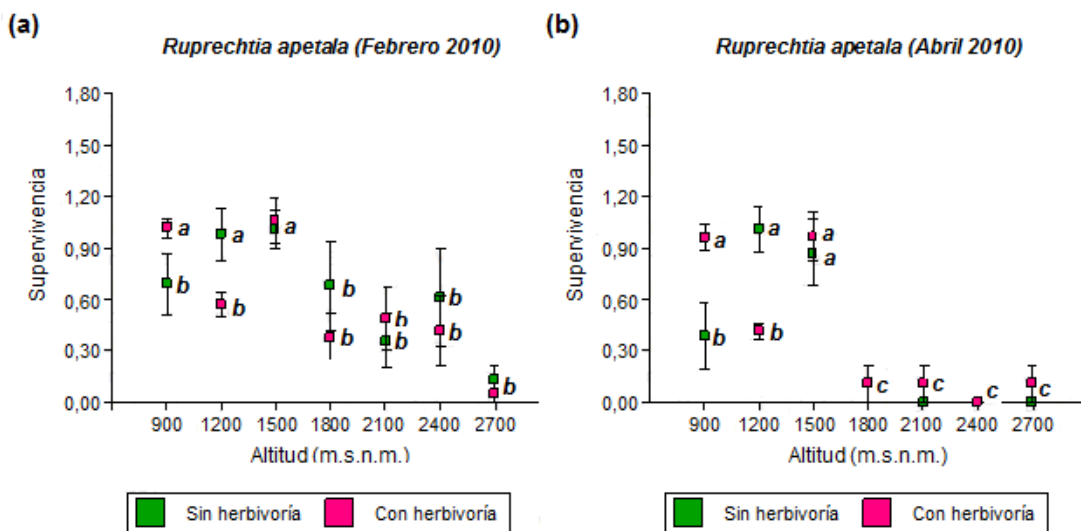 (a)
Ruprechtia apetala (Febrero 2010)
1,80
1,50
1,20
0,90
0,60
0,30
0,00
Supervivencia
a
b
a
b
a
b
b
b
b
b
b
b
900 1200 1500 1800 2100 2400 2700
Altitud (m.s.n.m.)
Sin herbivoría Con herbivoría
(b)
Ruprechtia apetala (Abril 2010)
1,80
1,50
1,20
0,90
0,60
0,30
0,00
Supervivencia
a
b
a
b
a
a
c
c
c
c
900 1200 1500 1800 2100 2400 2700
Altitud (m.s.n.m.)
Sin herbivoría Con herbivoría